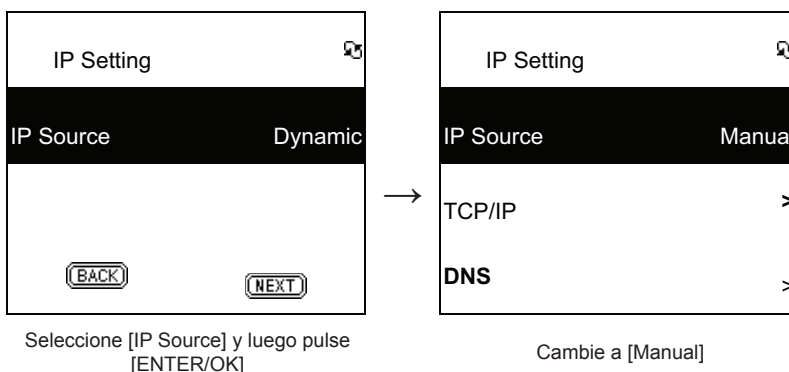 IP Setting
IP Source Dynamic
BACK NEXT
Seleccione [IP Source] y luego pulse
[ENTER/OK]
→
IP Setting
IP Source Manua
TCP/IP >
DNS >
Cambie a [Manual]